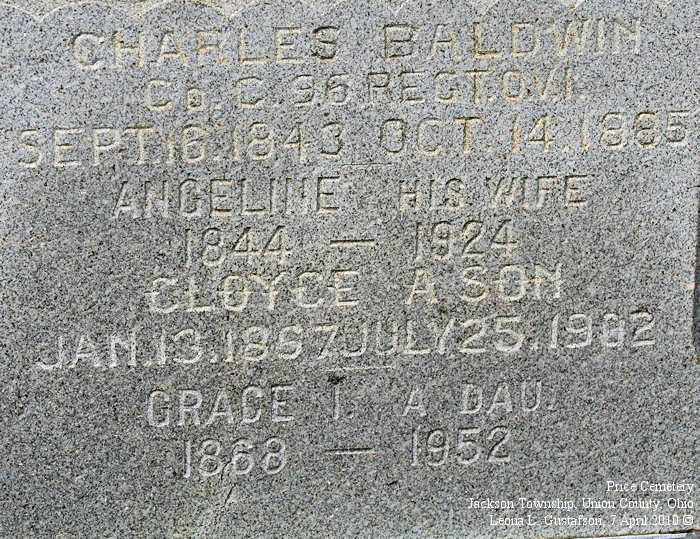 CHARLES BALDWIN
CO. C. 96 REGT. O.V.I.
SEPT. 16. 1843 OCT. 14. 1885
ANGELINE HIS WIFE
1844 — 1924
CLOYCE A SON
JAN. 13. 1867 JULY 25. 1902
GRACE I. A DAU.
1868 — 1952
Price Cemetery
Jackson Township, Union County, Ohio
Leona L. Gustafson, 7 April 2010 ©